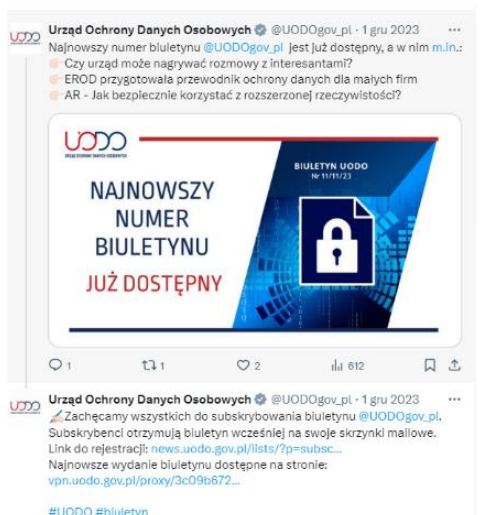 Urząd Ochrony Danych Osobowych @UODOgov_pl · 1 gru 2023
Najnowszy numer biuletynu @UODOgov_pl jest już dostępny, a w nim m.in.:
👉🏻Czy urząd może nagrywać rozmowy z interesantami?
👉🏻EROD przygotowała przewodnik ochrony danych dla małych firm
👉🏻AR - Jak bezpiecznie korzystać z rozszerzonej rzeczywistości?
UODO
URZĄD OCHRONY DANYCH OSOBOWYCH
BIULETYN UODO
Nr 11/11/23
NAJNOWSZY
NUMER
BIULETYNU
JUŻ DOSTĘPNY
1 1 2 612
Urząd Ochrony Danych Osobowych @UODOgov_pl · 1 gru 2023
✍🏻Zachęcamy wszystkich do subskrybowania biuletynu @UODOgov_pl.
Subskrybenci otrzymują biuletyn wcześniej na swoje skrzynki mailowe.
Link do rejestracji: news.uodo.gov.pl/lists/?p=subsc...
Najnowsze wydanie biuletynu dostępne na stronie:
vpn.uodo.gov.pl/proxy/3c09b672...
#UODO #biuletyn